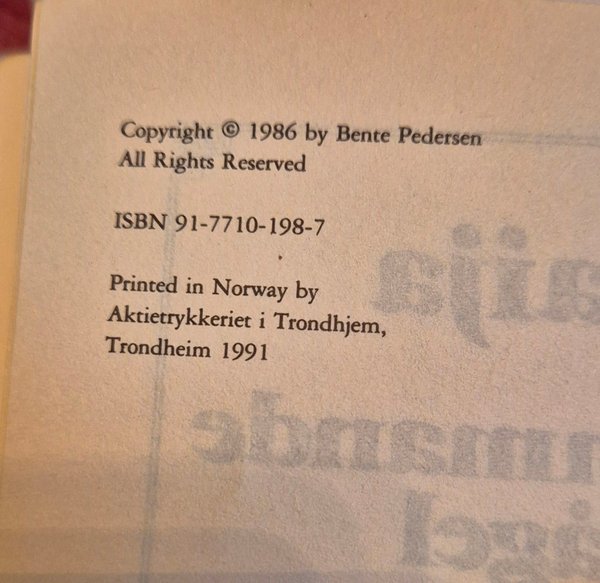 Copyright © 1986 by Bente Pedersen
All Rights Reserved
ISBN 91-7710-198-7
Printed in Norway by
Aktietrykkeriet i Trondhjem,
Trondheim 1991